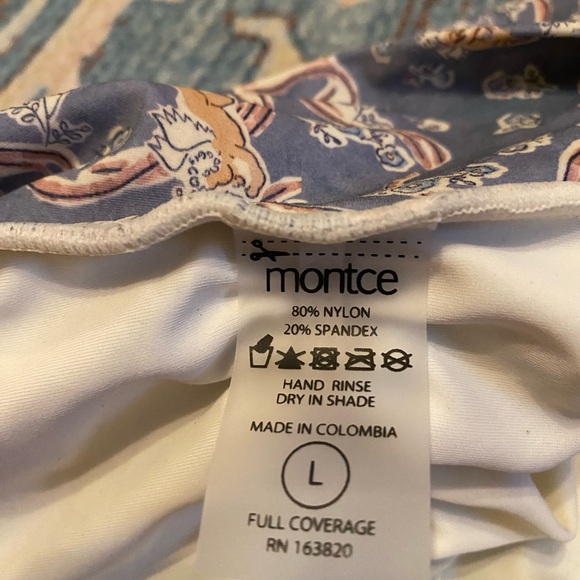 montce
80% NYLON
20% SPANDEX
HAND RINSE
DRY IN SHADE
MADE IN COLOMBIA
L
FULL COVERAGE
RN 163820